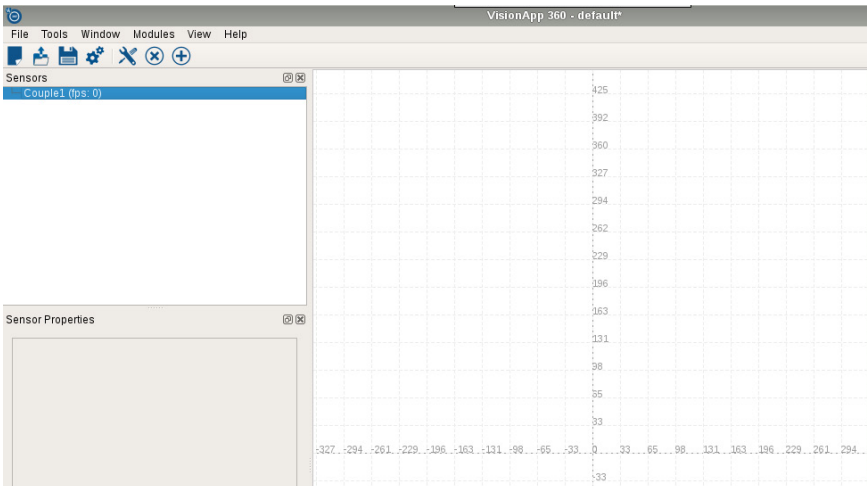 VisionApp 360 - default*
File Tools Window Modules View Help
Sensors
Couple1 (fps: 0)
Sensor Properties
425
392
360
327
294
262
229
196
163
131
98
65
33
-327 -294 -261 -229 -196 -163 -131 -98 -65 -33 0 33 65 98 131 163 196 229 261 294
-33